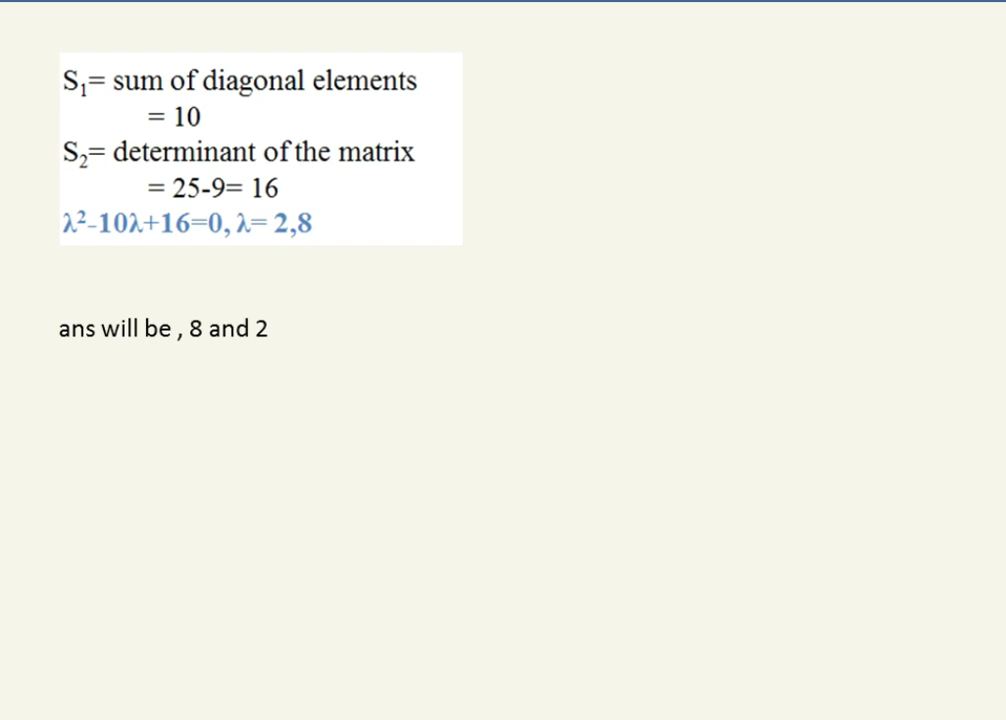 S₁= sum of diagonal elements
= 10
S₂= determinant of the matrix
= 25-9= 16
λ²-10λ+16=0, λ= 2,8
ans will be , 8 and 2